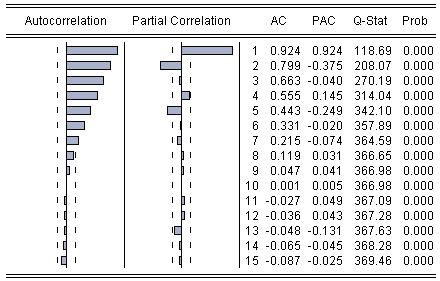 Autocorrelation Partial Correlation AC PAC Q-Stat Prob
1 0.924 0.924 118.69 0.000
2 0.799 -0.375 208.07 0.000
3 0.663 -0.040 270.19 0.000
4 0.555 0.145 314.04 0.000
5 0.443 -0.249 342.10 0.000
6 0.331 -0.020 357.89 0.000
7 0.215 -0.074 364.59 0.000
8 0.119 0.031 366.65 0.000
9 0.047 0.041 366.98 0.000
10 0.001 0.005 366.98 0.000
11 -0.027 0.049 367.09 0.000
12 -0.036 0.043 367.28 0.000
13 -0.048 -0.131 367.63 0.000
14 -0.065 -0.045 368.28 0.000
15 -0.087 -0.025 369.46 0.000